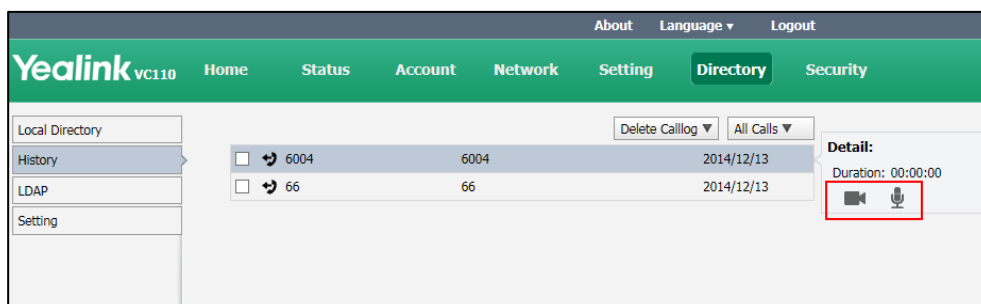 About Language ▾ Logout
Yealink VC110 Home Status Account Network Setting Directory Security
Local Directory
History
LDAP
Setting
Delete Calllog ▼ All Calls ▼
6004 6004 2014/12/13
66 66 2014/12/13
Detail:
Duration: 00:00:00